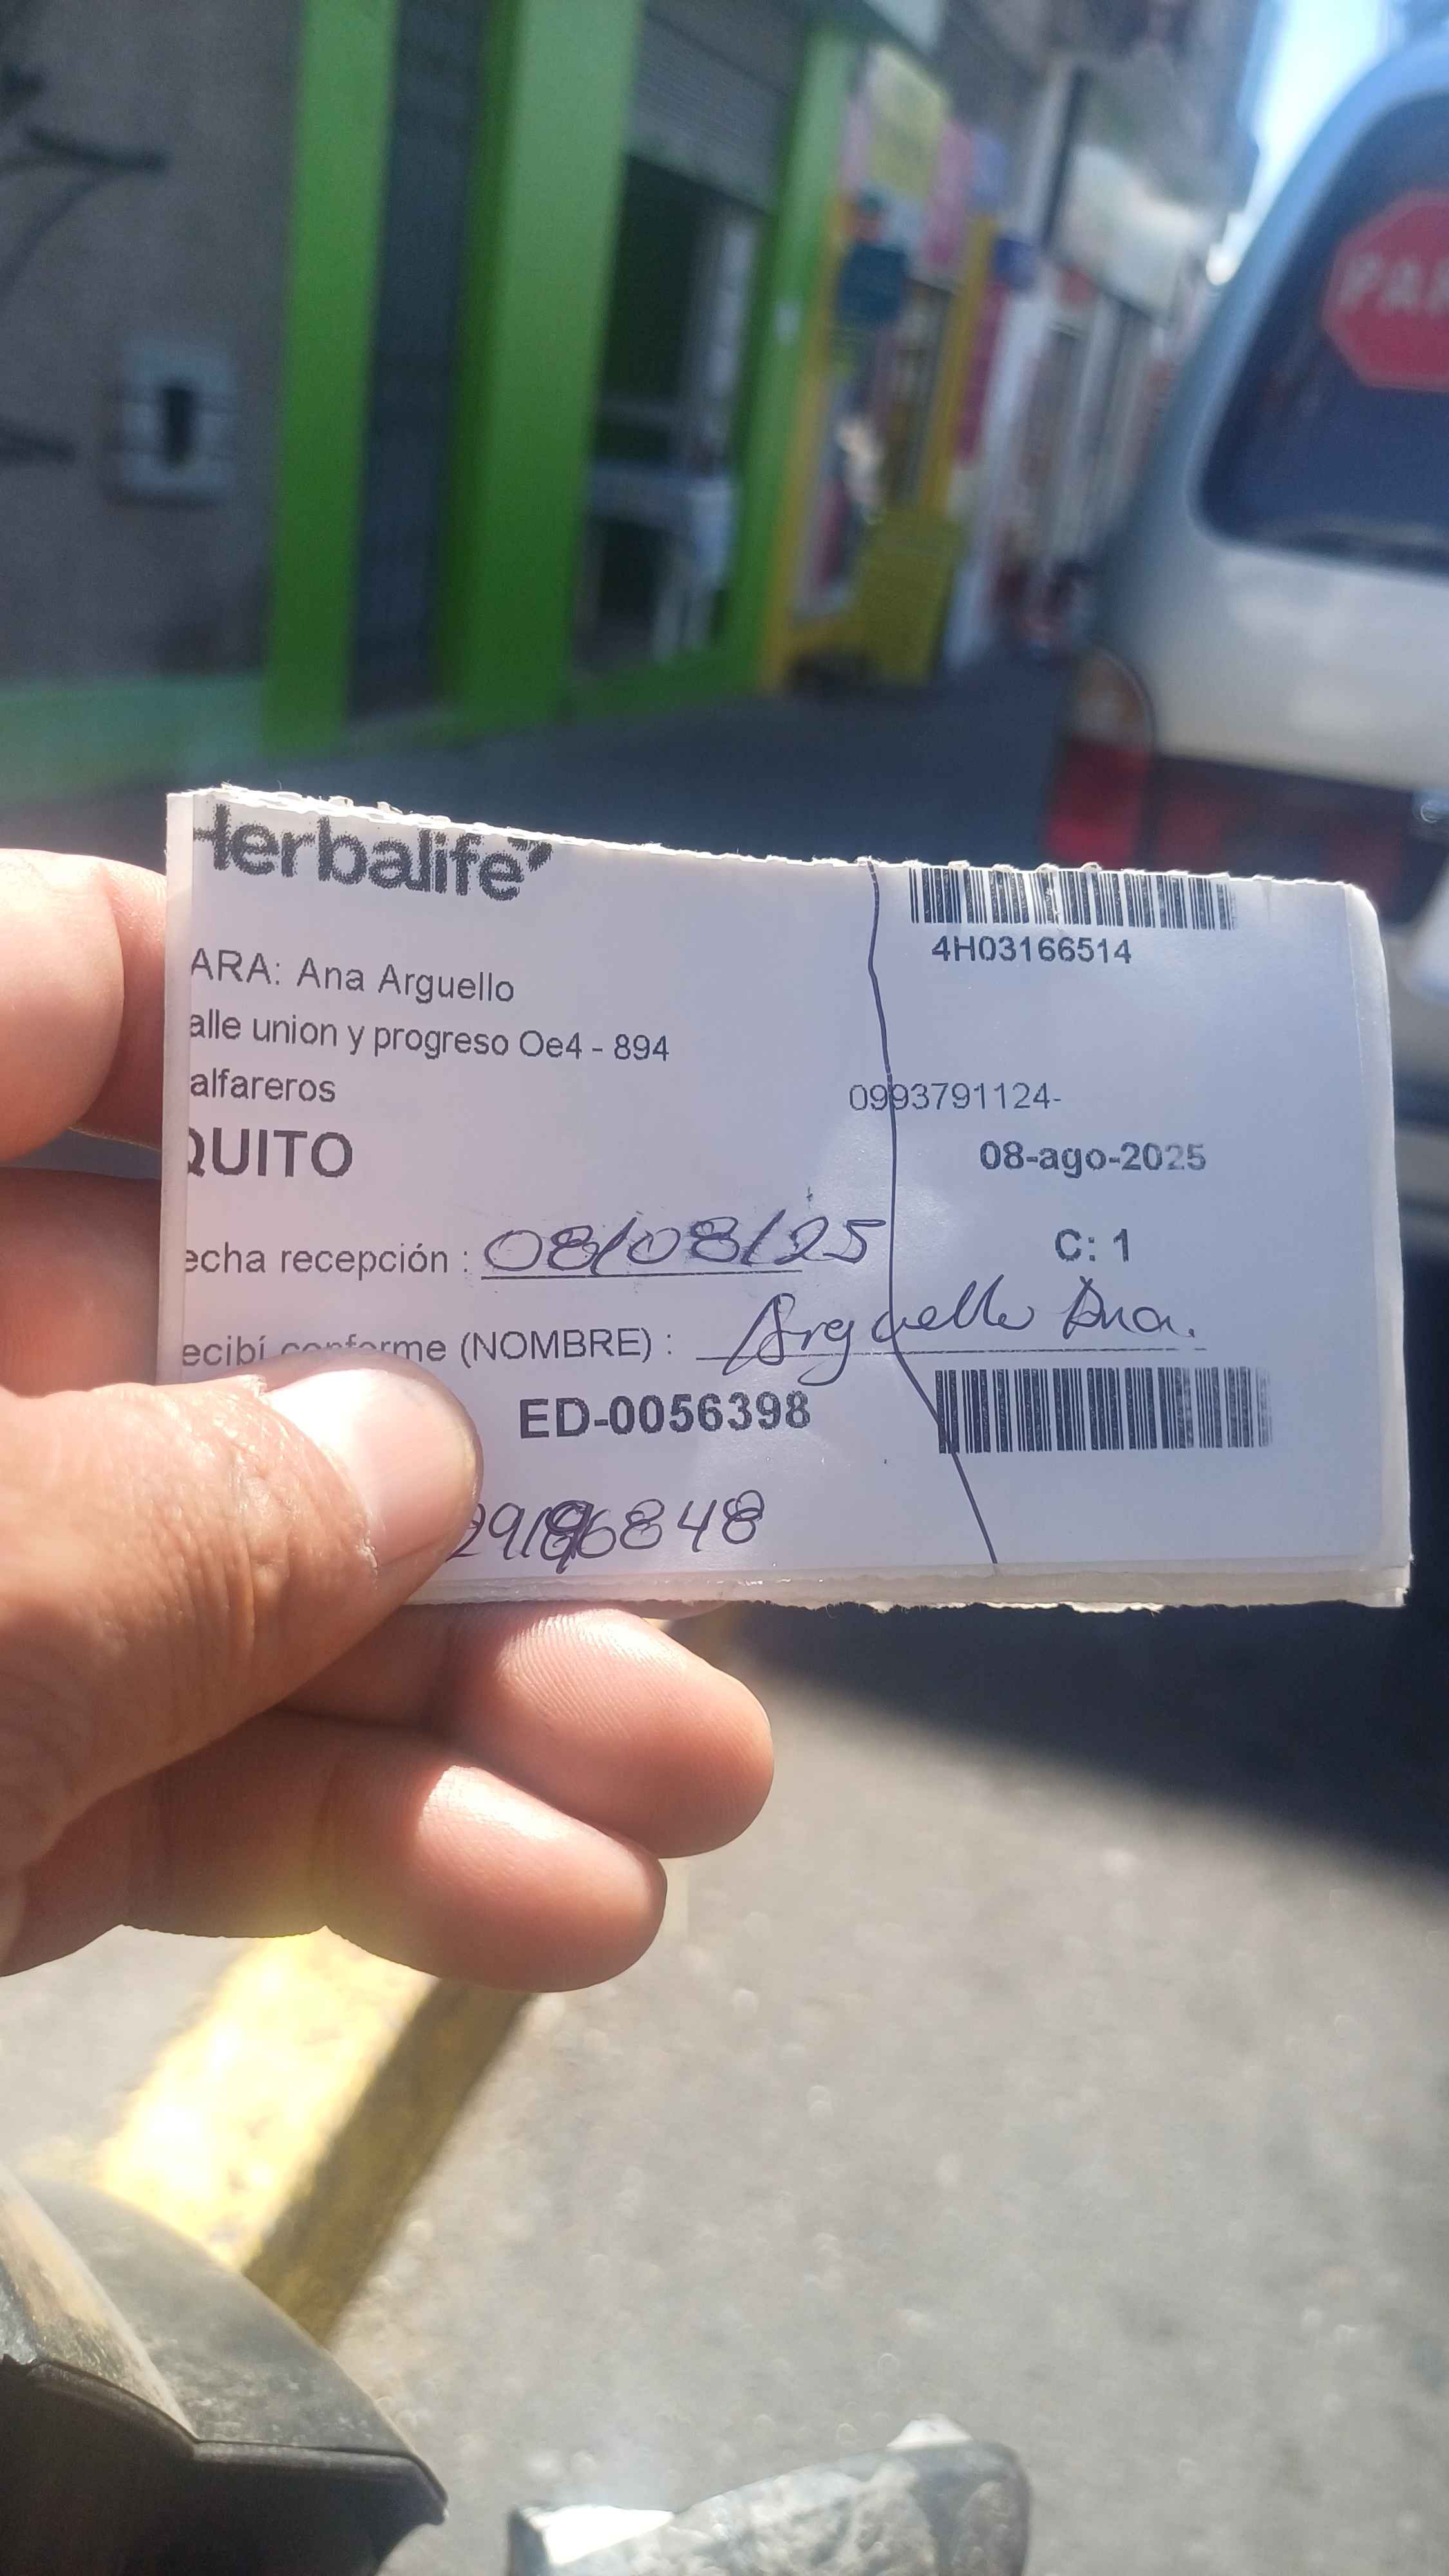 Herbalife
4H03166514
ARA: Ana Arguello
alle union y progreso Oe4 - 894
alfareros
0993791124-
QUITO
08-ago-2025
echa recepción : 08/08/25
C: 1
ecibí conforme (NOMBRE) : Arguello Ana.
ED-0056398
PAR